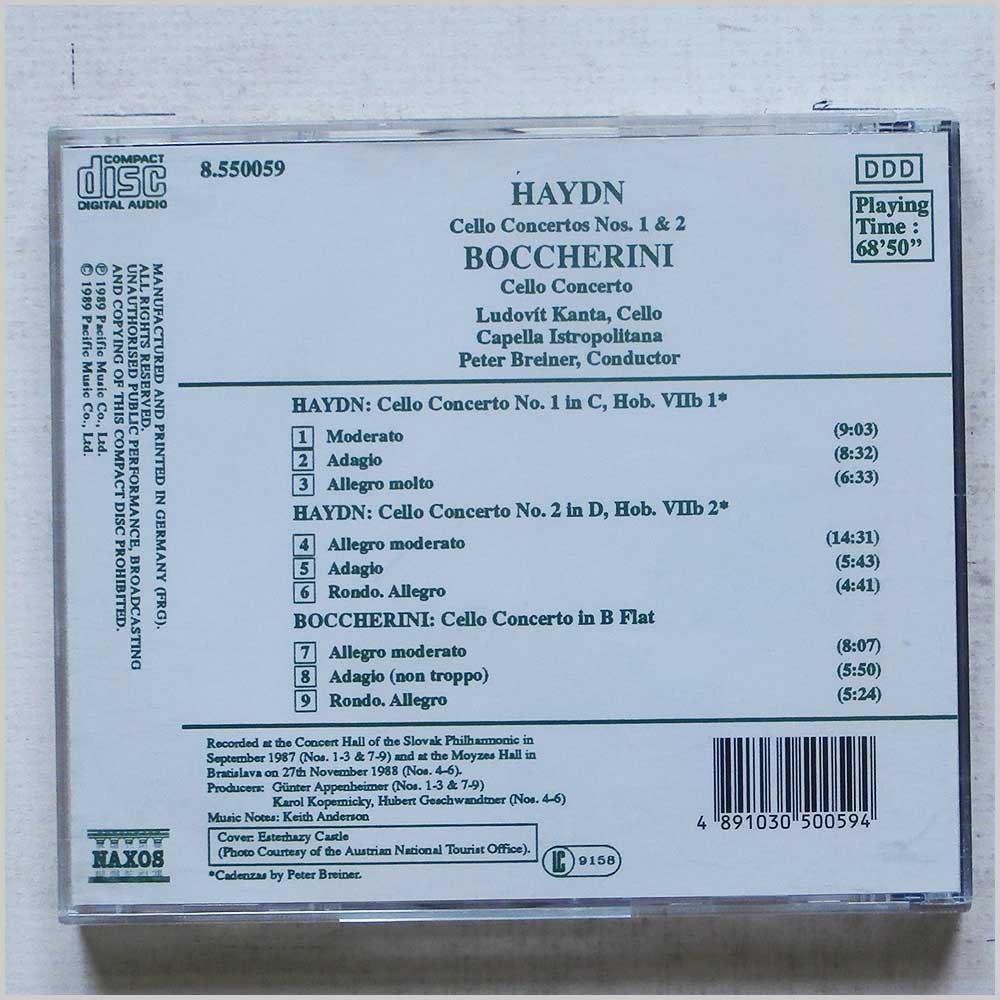 COMPACT
disc
DIGITAL AUDIO
8.550059
DDD
Playing
Time :
68'50”
HAYDN
Cello Concertos Nos. 1 & 2
BOCCHERINI
Cello Concerto
Ludovít Kanta, Cello
Capella Istropolitana
Peter Breiner, Conductor
HAYDN: Cello Concerto No. 1 in C, Hob. VIIb 1*
1 Moderato (9:03)
2 Adagio (8:32)
3 Allegro molto (6:33)
HAYDN: Cello Concerto No. 2 in D, Hob. VIIb 2*
4 Allegro moderato (14:31)
5 Adagio (5:43)
6 Rondo. Allegro (4:41)
BOCCHERINI: Cello Concerto in B Flat
7 Allegro moderato (8:07)
8 Adagio (non troppo) (5:50)
9 Rondo. Allegro (5:24)
Recorded at the Concert Hall of the Slovak Philharmonic in
September 1987 (Nos. 1-3 & 7-9) and at the Moyzes Hall in
Bratislava on 27th November 1988 (Nos. 4-6).
Producers: Günter Appenheimer (Nos. 1-3 & 7-9)
Karol Kopernicky, Hubert Geschwandtner (Nos. 4-6)
Music Notes: Keith Anderson
Cover: Esterhazy Castle
(Photo Courtesy of the Austrian National Tourist Office).
*Cadenzas by Peter Breiner.
LC 9158
4 891030 500594
NAXOS
MANUFACTURED AND PRINTED IN GERMANY (FRG).
ALL RIGHTS RESERVED.
UNAUTHORISED PUBLIC PERFORMANCE, BROADCASTING
AND COPYING OF THIS COMPACT DISC PROHIBITED.
℗ 1989 Pacific Music Co., Ltd.
© 1989 Pacific Music Co., Ltd.